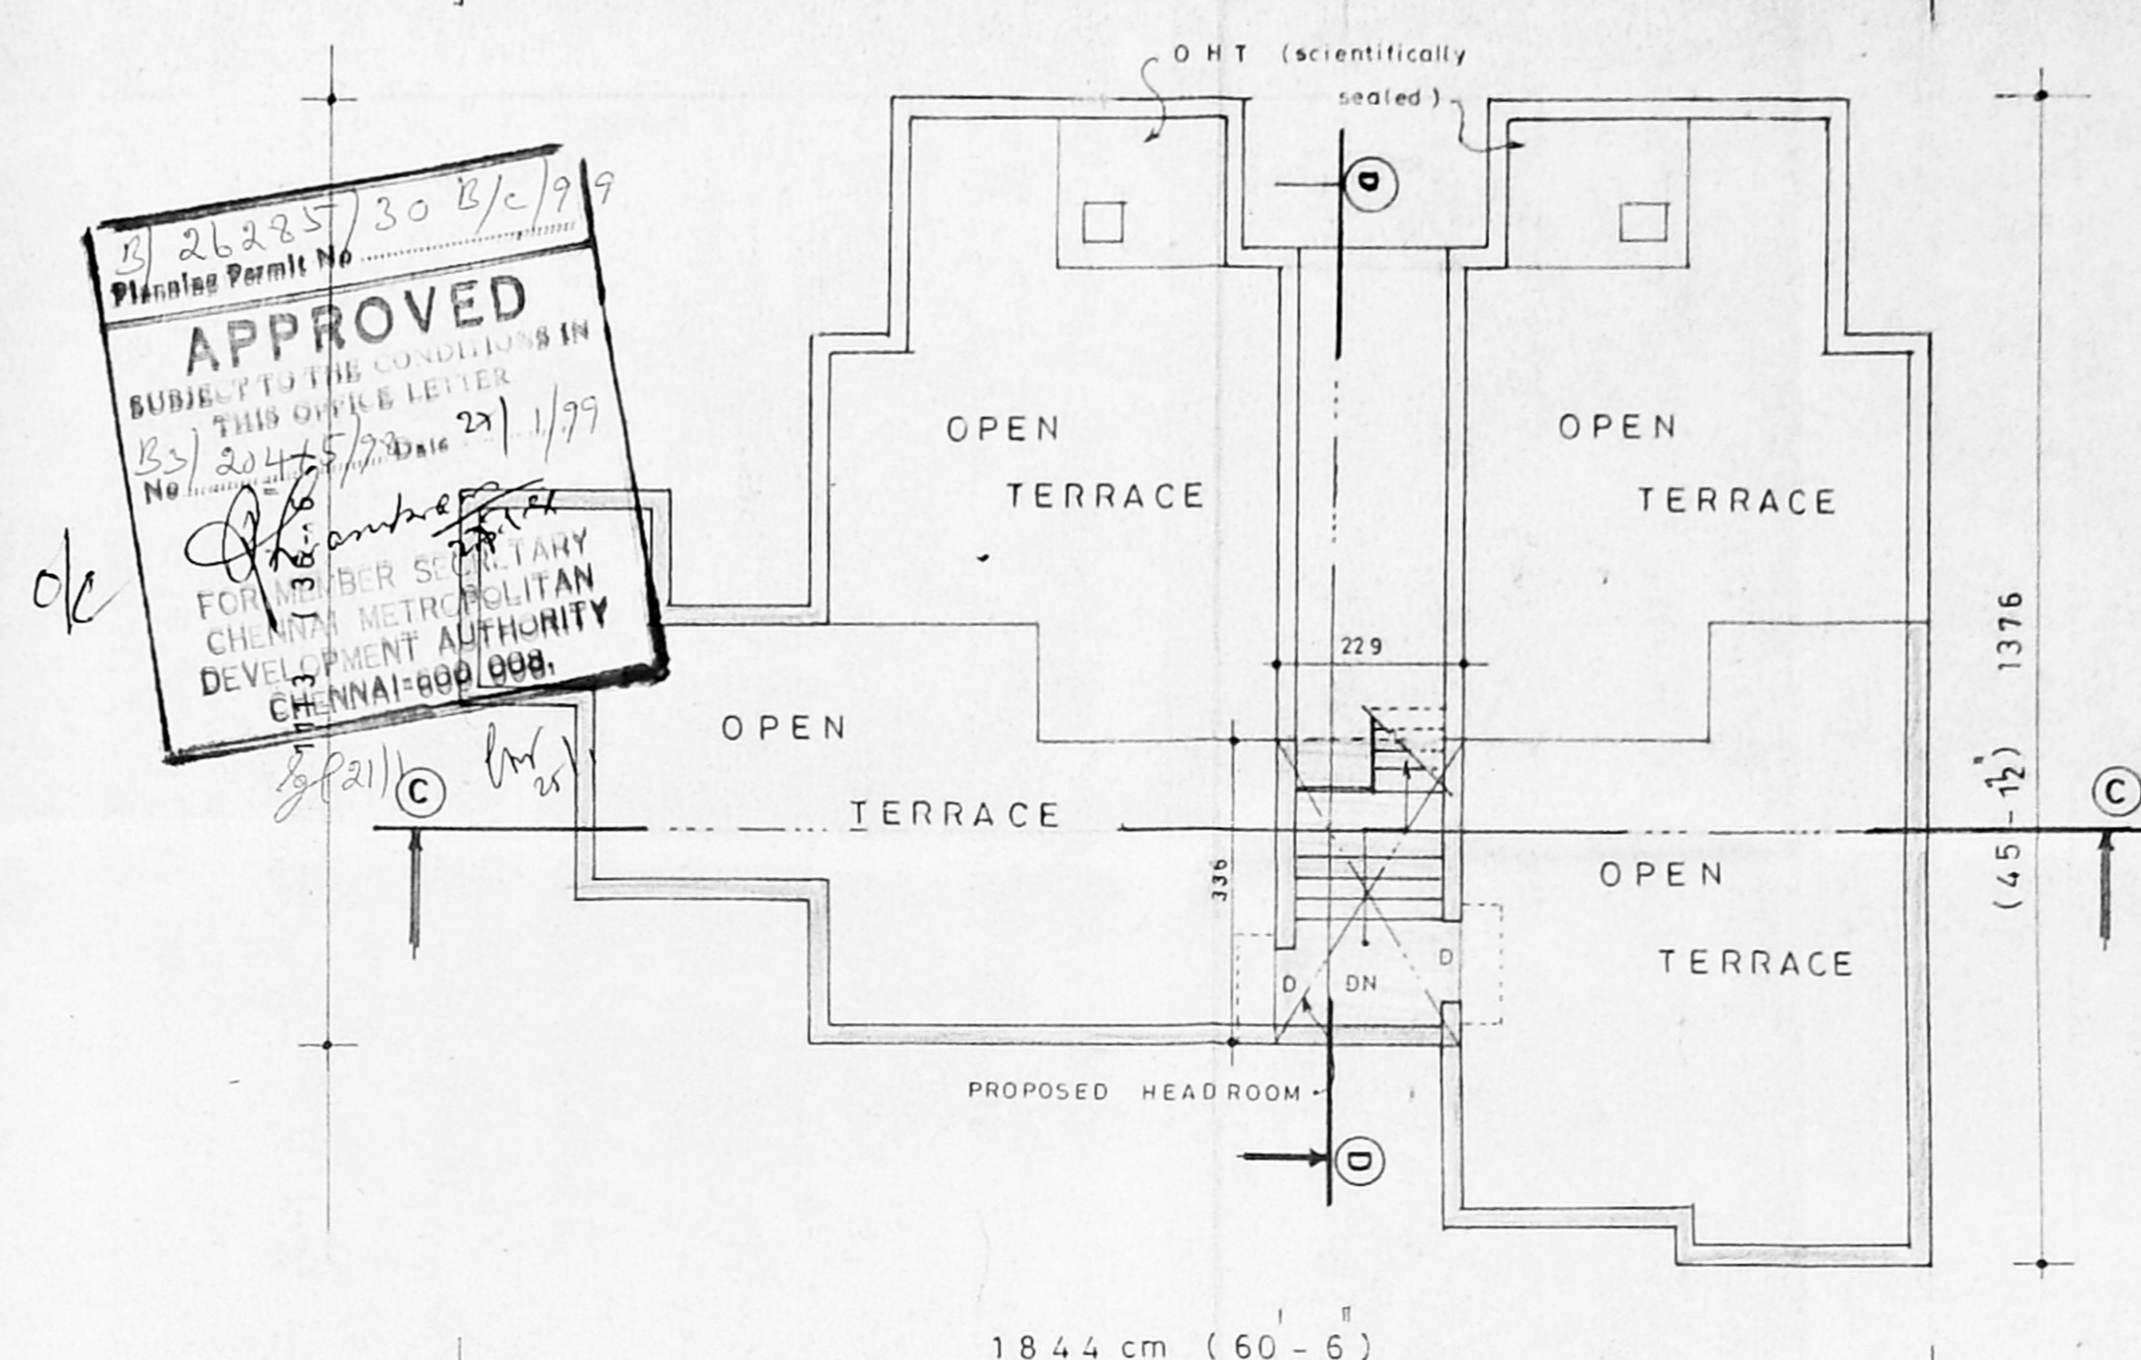 O H T (scientifically
sealed)
D
B/ 26285/30 B/c/99
Planning Permit No
APPROVED
SUBJECT TO THE CONDITIONS IN
THIS OFFICE LETTER
No Date 1/99
FOR MEMBER SECRETARY
CHENNAI METROPOLITAN
DEVELOPMENT AUTHORITY
CHENNAI-600 008.
OPEN
TERRACE
OPEN
TERRACE
229
1376
(45'-1½")
OPEN
TERRACE
C
C
336
OPEN
TERRACE
D
DN
D
PROPOSED HEADROOM
D
1844 cm (60'-6")